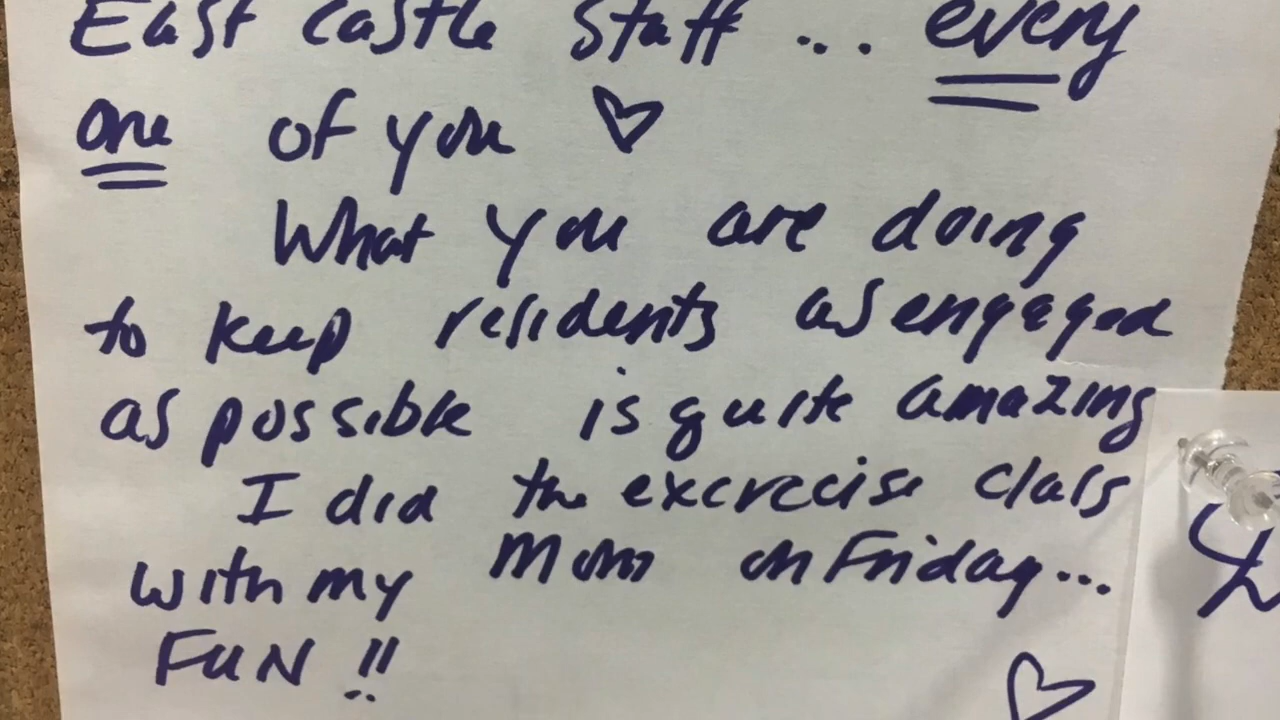 East Castle Staff ... every
one of you ♡
What you are doing
to keep residents as engaged
as possible is quite amazing
I did the excrecise class
with my Mom on Friday...
FUN !!
♡